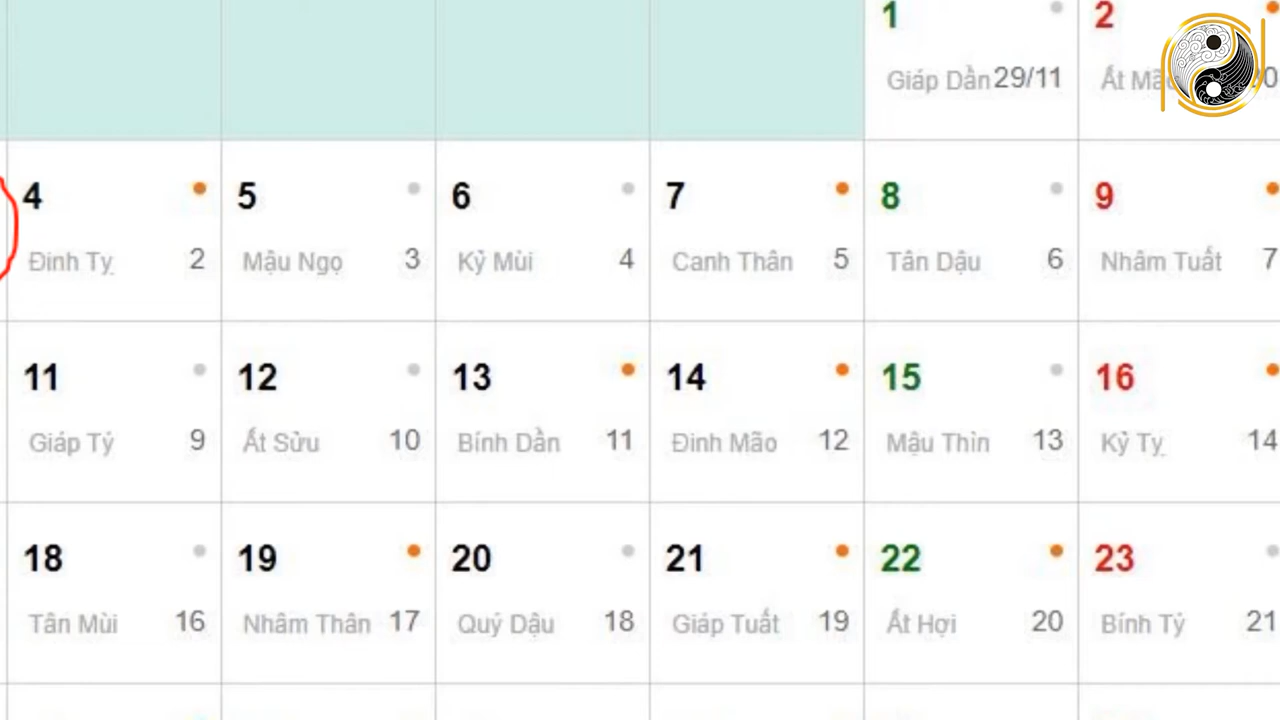 1 2
Giáp Dần 29/11 Ất
4 5 6 7 8 9
Đinh Tỵ 2 Mậu Ngọ 3 Kỷ Mùi 4 Canh Thân 5 Tân Dậu 6 Nhâm Tuất 7
11 12 13 14 15 16
Giáp Tý 9 Ất Sửu 10 Bính Dần 11 Đinh Mão 12 Mậu Thìn 13 Kỷ Tỵ 14
18 19 20 21 22 23
Tân Mùi 16 Nhâm Thân 17 Quý Dậu 18 Giáp Tuất 19 Ất Hợi 20 Bính Tý 21